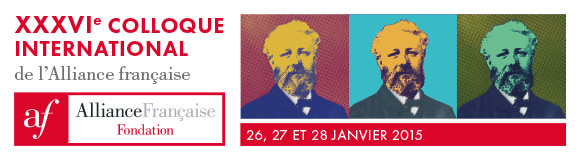 XXXVIe COLLOQUE
INTERNATIONAL
de l'Alliance française
af AllianceFrançaise
Fondation
26, 27 ET 28 JANVIER 2015